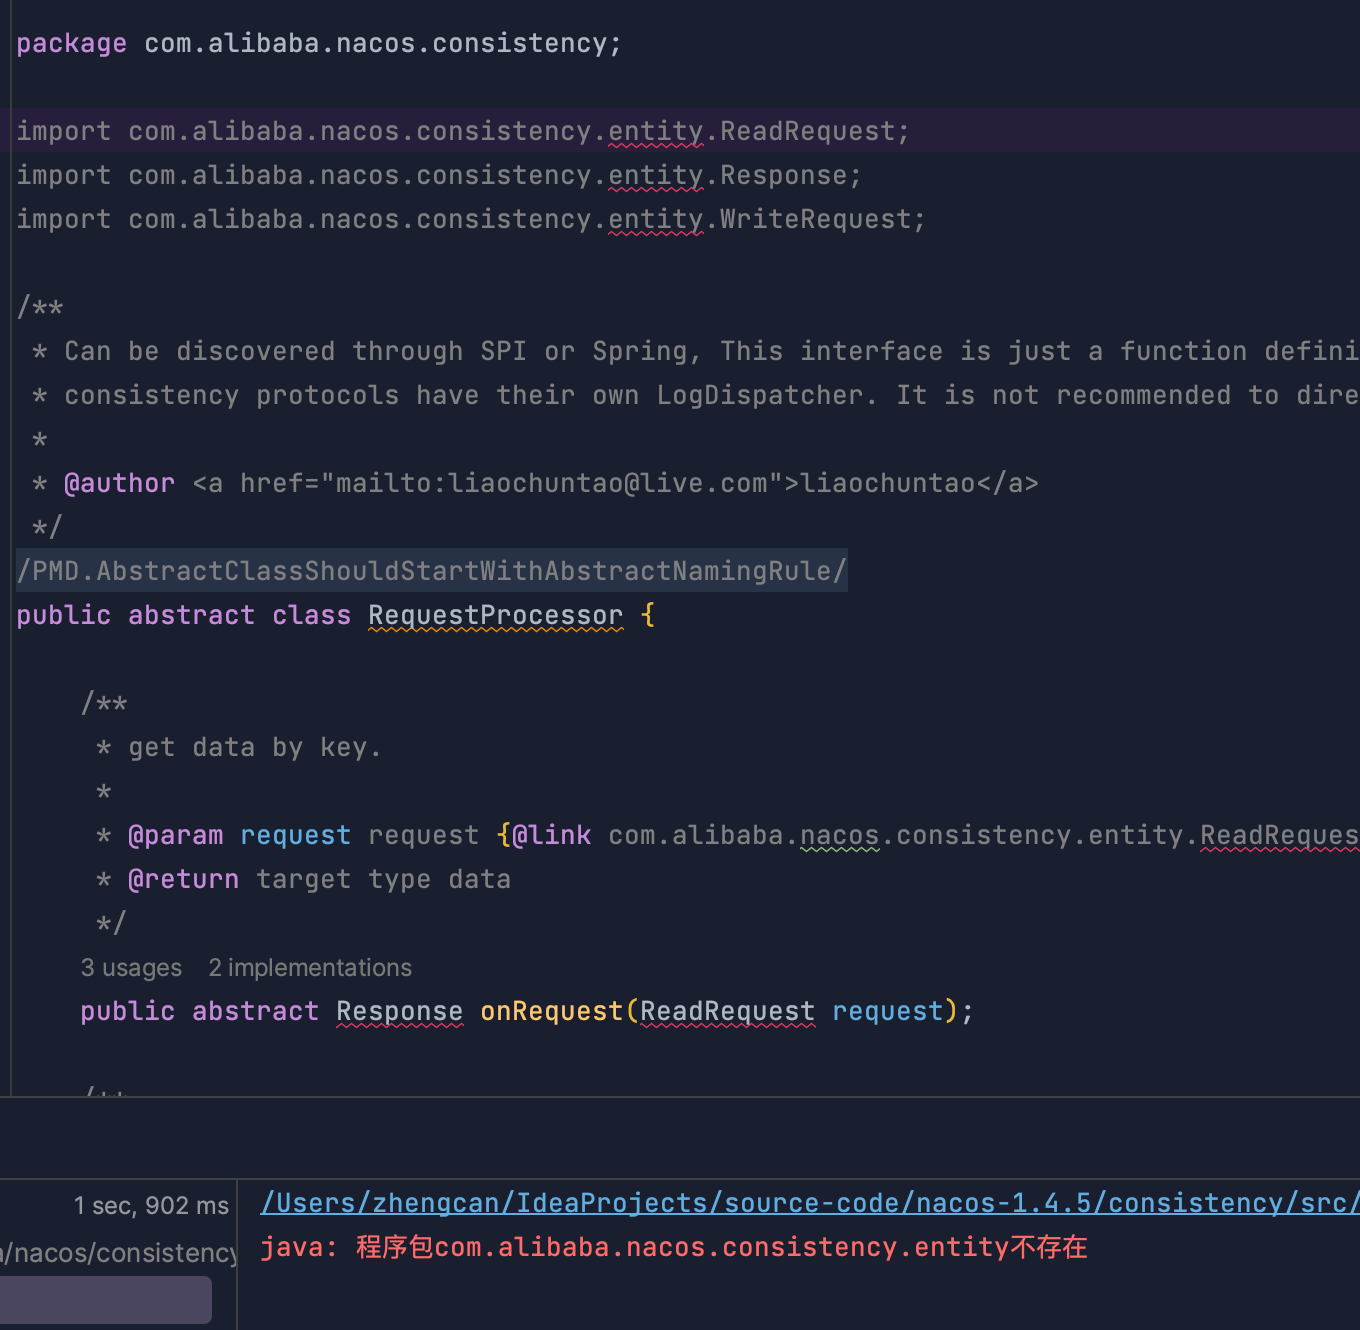 package com.alibaba.nacos.consistency;
import com.alibaba.nacos.consistency.entity.ReadRequest;
import com.alibaba.nacos.consistency.entity.Response;
import com.alibaba.nacos.consistency.entity.WriteRequest;
/**
* Can be discovered through SPI or Spring, This interface is just a function defini
* consistency protocols have their own LogDispatcher. It is not recommended to dire
*
* @author <a href="mailto:liaochuntao@live.com">liaochuntao</a>
*/
/PMD.AbstractClassShouldStartWithAbstractNamingRule/
public abstract class RequestProcessor {
/**
* get data by key.
*
* @param request request {@link com.alibaba.nacos.consistency.entity.ReadReques
* @return target type data
*/
3 usages 2 implementations
public abstract Response onRequest(ReadRequest request);
1 sec, 902 ms
/Users/zhengcan/IdeaProjects/source-code/nacos-1.4.5/consistency/src/
a/nacos/consistency
java: 程序包com.alibaba.nacos.consistency.entity不存在